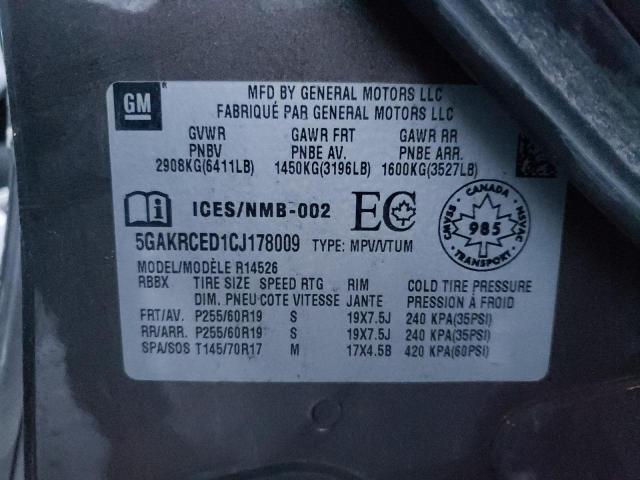 GM
MFD BY GENERAL MOTORS LLC
FABRIQUÉ PAR GENERAL MOTORS LLC
GVWR GAWR FRT GAWR RR
PNBV PNBE AV. PNBE ARR.
2908KG(6411LB) 1450KG(3196LB) 1600KG(3527LB)
i ICES/NMB-002 EC
CANADA
CMVSS 985 NSVAC
TRANSPORT
5GAKRCED1CJ178009 TYPE: MPV/VTUM
MODEL/MODÈLE R14526
RBBX TIRE SIZE SPEED RTG RIM COLD TIRE PRESSURE
DIM. PNEU COTE VITESSE JANTE PRESSION À FROID
FRT/AV. P255/60R19 S 19X7.5J 240 KPA(35PSI)
RR/ARR. P255/60R19 S 19X7.5J 240 KPA(35PSI)
SPA/SOS T145/70R17 M 17X4.5B 420 KPA(60PSI)